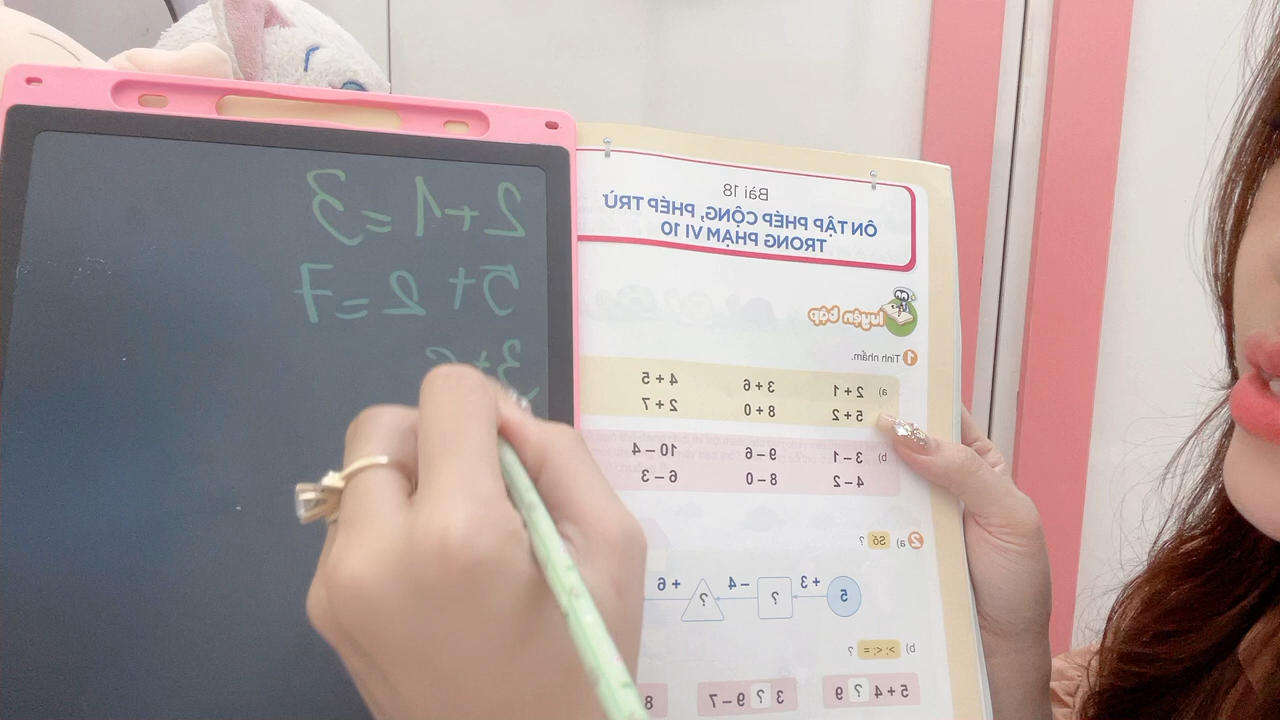 2+1=3
5+2=7
3+6
Bài 18
ÔN TẬP PHÉP CỘNG, PHÉP TRỪ
TRONG PHẠM VI 10
luyện tập
1 Tính nhẩm.
a) 2 + 1 3 + 6 4 + 5
5 + 2 8 + 0 2 + 7
b) 3 – 1 9 – 6 10 – 4
4 – 2 8 – 0 6 – 3
2 a) Số ?
5 + 3 ? – 4 ? + 6
b) >; <; = ?
5 + 4 ? 9 3 ? 9 – 7 8